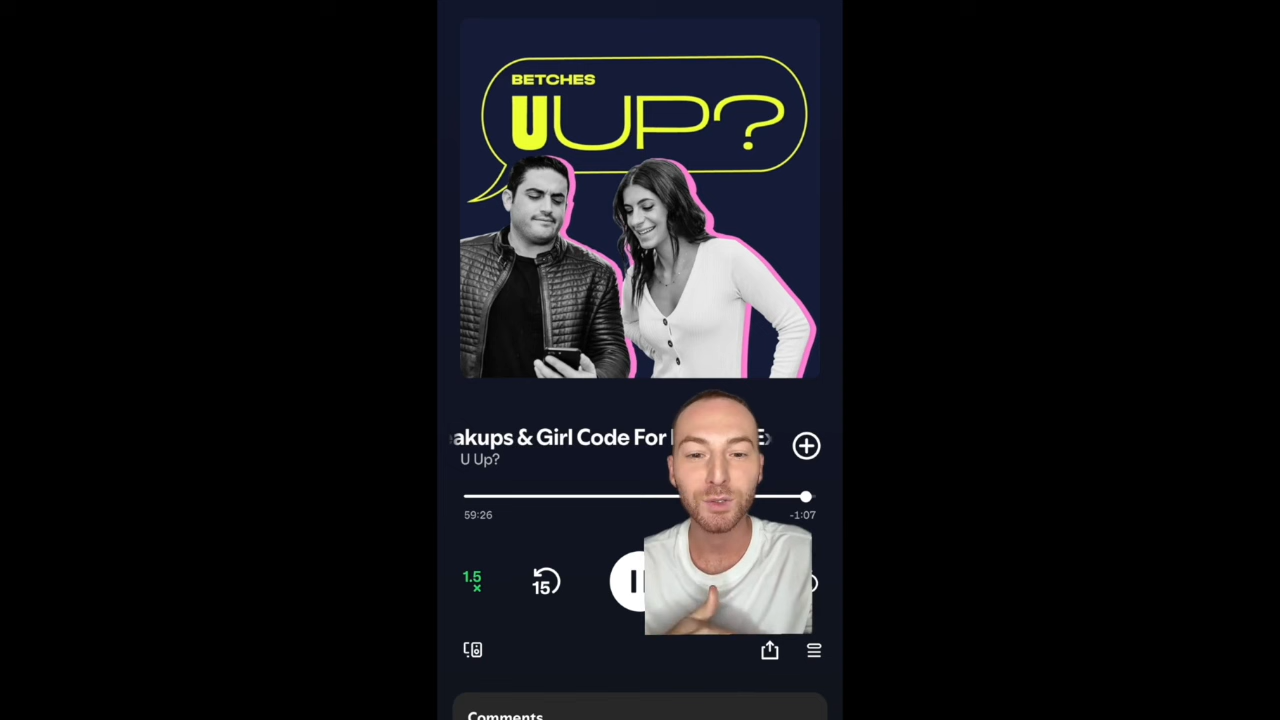 BETCHES
U UP?
akups & Girl Code For
U Up?
59:26
-1:07
1.5
x
15
Comments